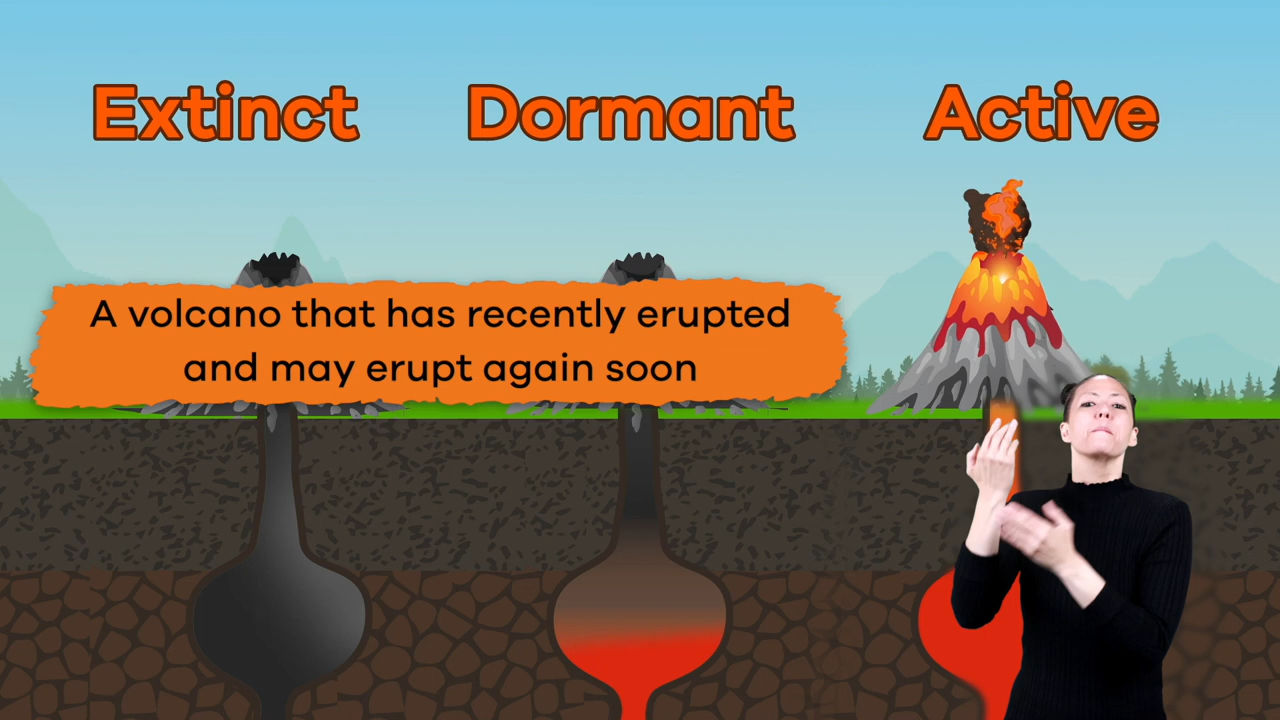 Extinct Dormant Active
A volcano that has recently erupted
and may erupt again soon